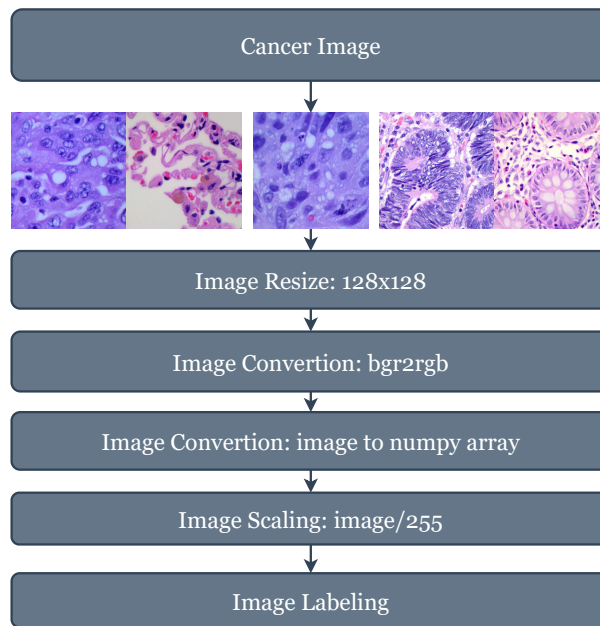 Cancer Image
Image Resize: 128x128
Image Convertion: bgr2rgb
Image Convertion: image to numpy array
Image Scaling: image/255
Image Labeling